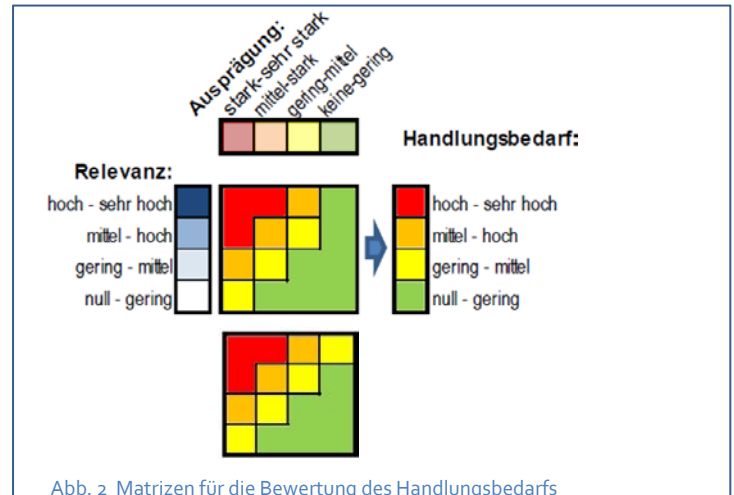 Ausprägung:
stark-sehr stark
mittel-stark
gering-mittel
keine-gering
Handlungsbedarf:
Relevanz:
hoch - sehr hoch
mittel - hoch
gering - mittel
null - gering
hoch - sehr hoch
mittel - hoch
gering - mittel
null - gering
Abb. 2 Matrizen für die Bewertung des Handlungsbedarfs